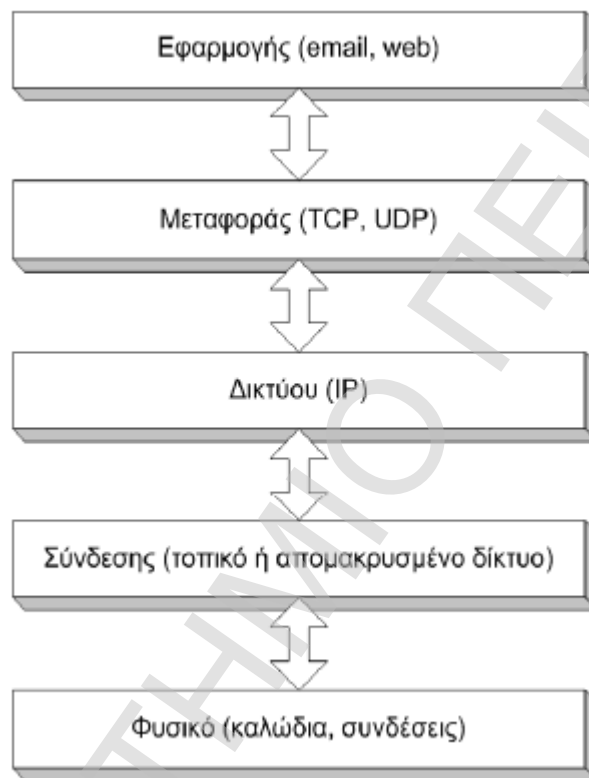 Εφαρμογής (email, web)
Μεταφοράς (TCP, UDP)
Δικτύου (IP)
Σύνδεσης (τοπικό ή απομακρυσμένο δίκτυο)
Φυσικό (καλώδια, συνδέσεις)